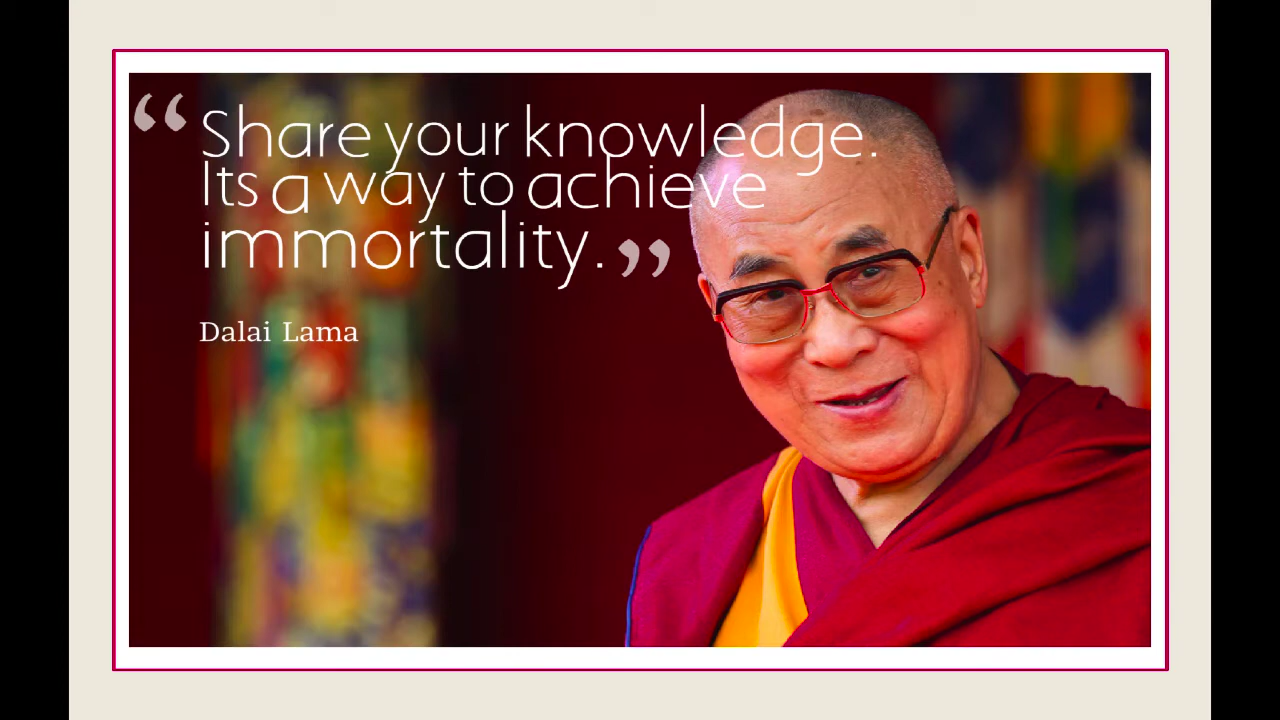 “Share your knowledge.
Its a way to achieve
immortality.”
Dalai Lama